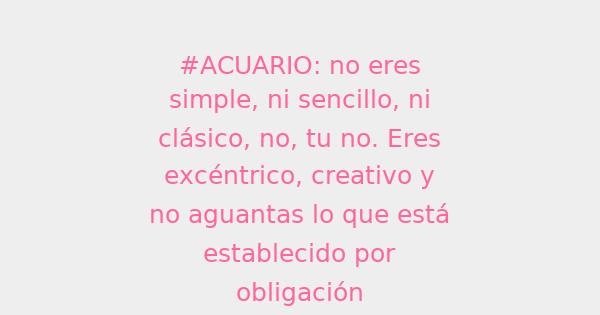 #ACUARIO: no eres
simple, ni sencillo, ni
clásico, no, tu no. Eres
excéntrico, creativo y
no aguantas lo que está
establecido por
obligación